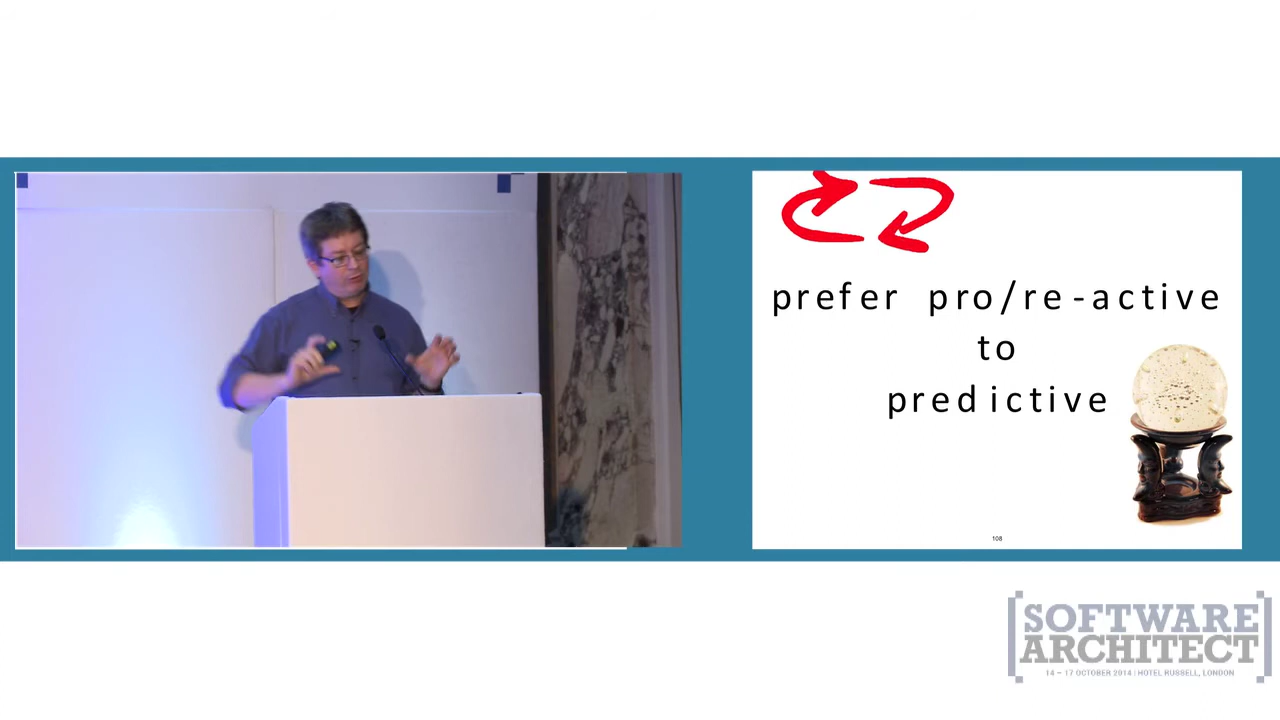 prefer pro/re-active
to
predictive
108
SOFTWARE
ARCHITECT
14 – 17 OCTOBER 2014 | HOTEL RUSSELL, LONDON